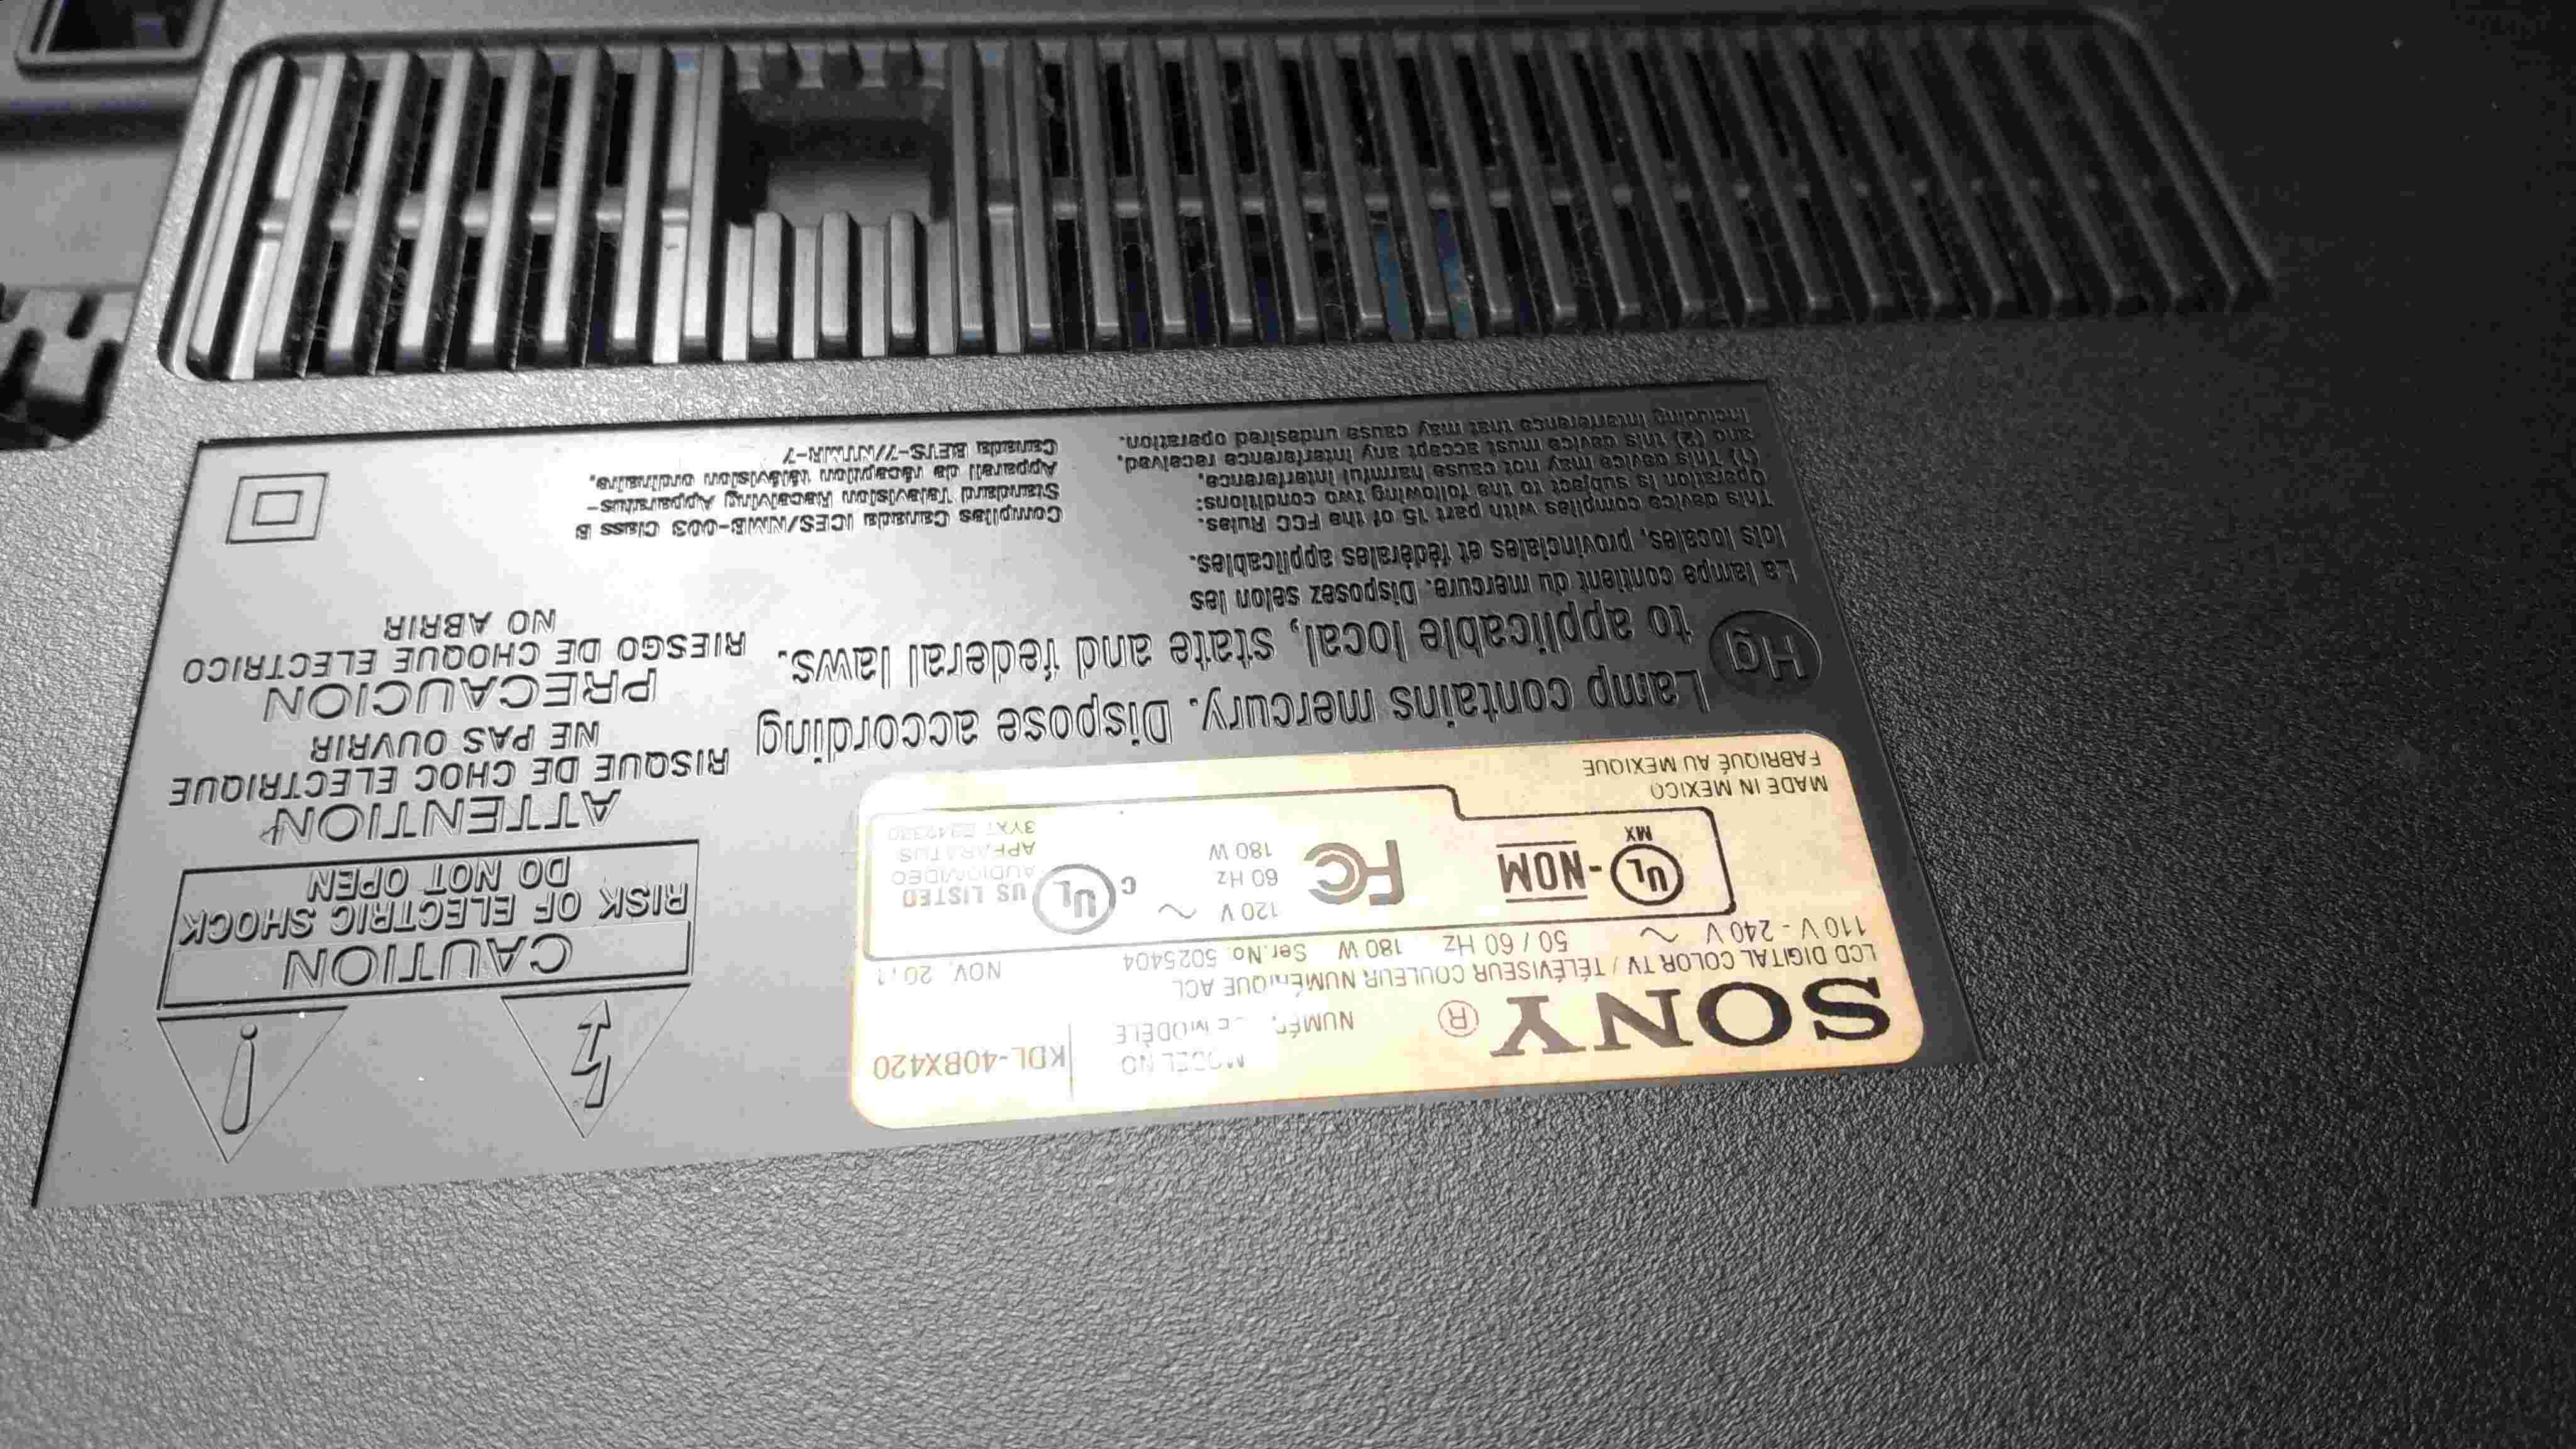 SONY ® MODEL NO
NUMÉRO DE MODÈLE KDL-40BX420
LCD DIGITAL COLOR TV / TÉLÉVISEUR COULEUR NUMÉRIQUE ACL
110 V - 240 V ~ 50 / 60 Hz 180 W Ser.No. 5025404 NOV. 2011
UL -NOM
MX
FC
120 V ~
60 Hz
180 W
C UL US LISTED
AUDIO/VIDEO
APPARATUS
3YAT
MADE IN MEXICO
FABRIQUÉ AU MEXIQUE
Hg
Lamp contains mercury. Dispose according
to applicable local, state and federal laws.
La lampe contient du mercure. Disposez selon les
lois locales, provinciales et fédérales applicables.
This device complies with part 15 of the FCC Rules.
Operation is subject to the following two conditions:
(1) This device may not cause harmful interference,
and (2) this device must accept any interference received,
including interference that may cause undesired operation.
Complies Canada ICES/NMB-003 Class B
Standard Television Receiving Apparatus-
Appareil de réception télévision ordinaire,
Canada BETS-7/NTMR-7
CAUTION
RISK OF ELECTRIC SHOCK
DO NOT OPEN
ATTENTION
RISQUE DE CHOC ELECTRIQUE
NE PAS OUVRIR
PRECAUCION
RIESGO DE CHOQUE ELECTRICO
NO ABRIR